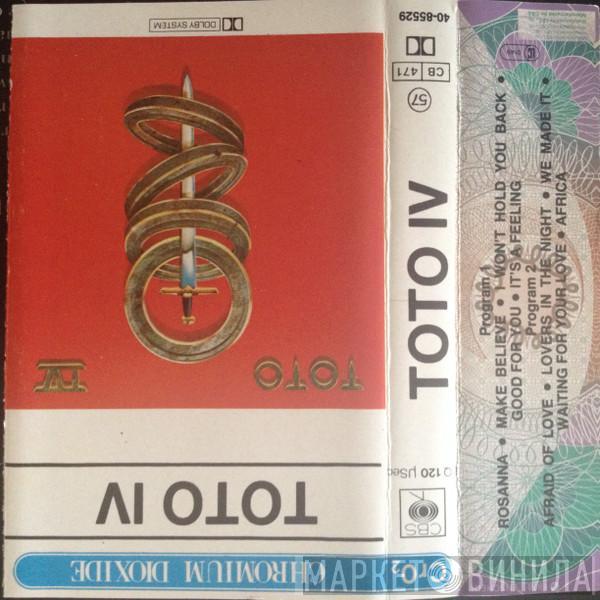 CHROMIUM DIOXIDE
CrO₂
TOTO IV
TOTO IV
DOLBY SYSTEM
CBS
120 µSec
TOTO IV
57
CB 471
40-85529
Program 1
ROSANNA • MAKE BELIEVE • I WON'T HOLD YOU BACK •
GOOD FOR YOU • IT'S A FEELING
Program 2
AFRAID OF LOVE • LOVERS IN THE NIGHT • WE MADE IT •
WAITING FOR YOUR LOVE • AFRICA
МАРКЕТ ВИНИЛА